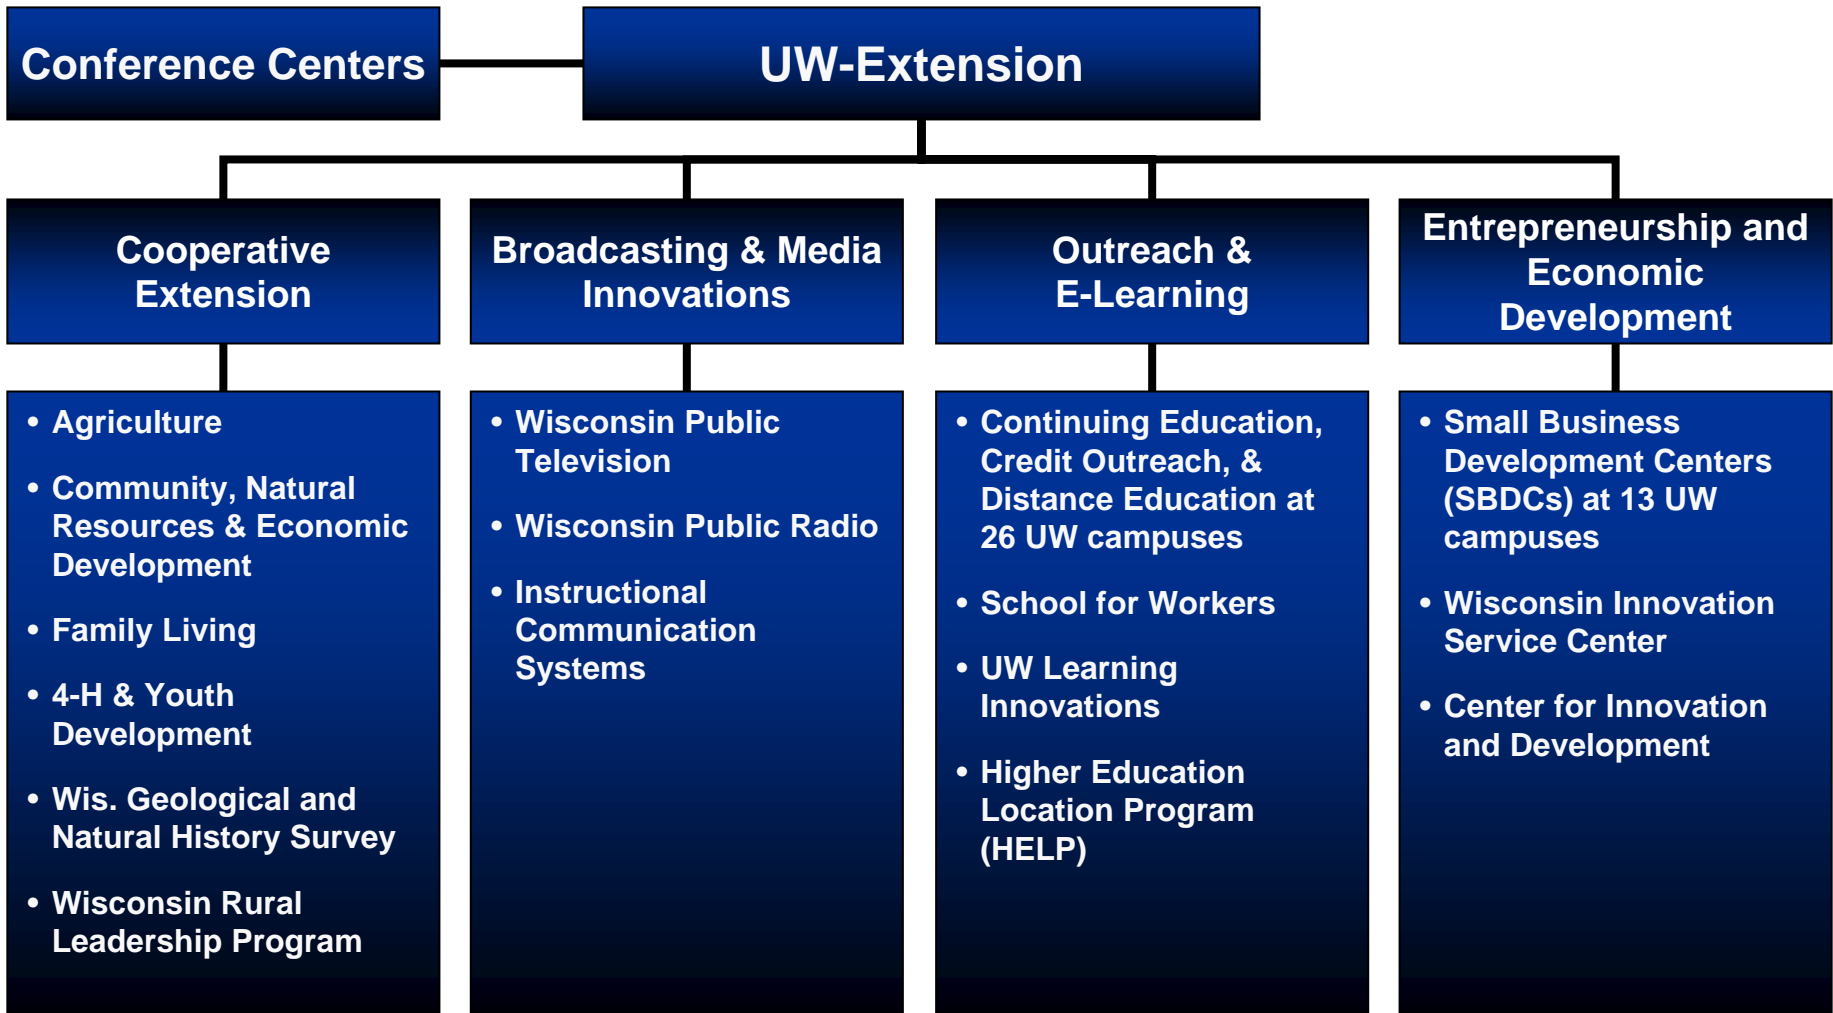 Conference Centers
UW-Extension
Cooperative
Extension
Broadcasting & Media
Innovations
Outreach &
E-Learning
Entrepreneurship and
Economic
Development
• Agriculture
• Community, Natural
Resources & Economic
Development
• Family Living
• 4-H & Youth
Development
• Wis. Geological and
Natural History Survey
• Wisconsin Rural
Leadership Program
• Wisconsin Public
Television
• Wisconsin Public Radio
• Instructional
Communication
Systems
• Continuing Education,
Credit Outreach, &
Distance Education at
26 UW campuses
• School for Workers
• UW Learning
Innovations
• Higher Education
Location Program
(HELP)
• Small Business
Development Centers
(SBDCs) at 13 UW
campuses
• Wisconsin Innovation
Service Center
• Center for Innovation
and Development